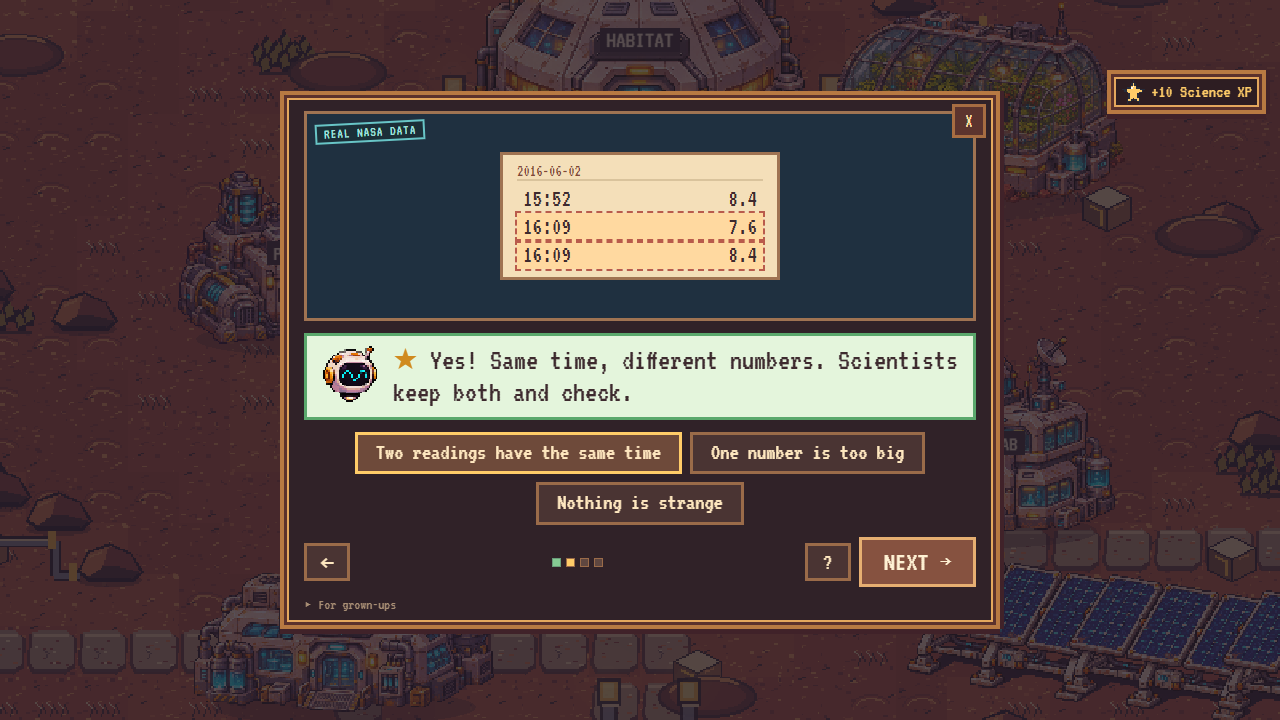 HABITAT
+10 Science XP
REAL NASA DATA
X
2016-06-02
15:52 8.4
16:09 7.6
16:09 8.4
★ Yes! Same time, different numbers. Scientists
keep both and check.
Two readings have the same time
One number is too big
Nothing is strange
←
?
NEXT →
▸ For grown-ups